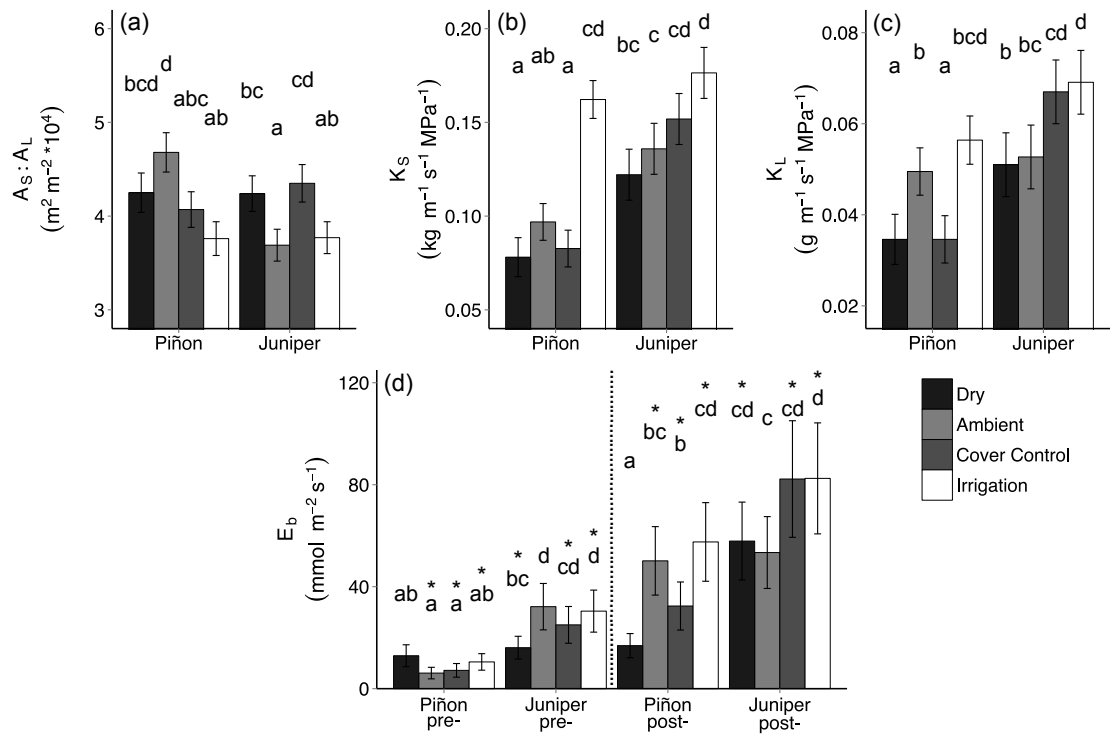 (a)
6
5
4
3
A_S : A_L
(m² m⁻² *10⁴)
bcd
d
abc
ab
bc
a
cd
ab
Piñon
Juniper
(b)
0.20
0.15
0.10
0.05
K_S
(kg m⁻¹ s⁻¹ MPa⁻¹)
a
ab
a
cd
bc
c
cd
d
Piñon
Juniper
(c)
0.08
0.06
0.04
0.02
K_L
(g m⁻¹ s⁻¹ MPa⁻¹)
a
b
a
bcd
b
bc
cd
d
Piñon
Juniper
(d)
120
80
40
0
E_b
(mmol m⁻² s⁻¹)
ab
*
a
*
a
*
ab
*
bc
d
*
cd
*
d
a
*
bc
*
b
*
cd
*
cd
c
*
cd
*
d
Piñon
pre-
Juniper
pre-
Piñon
post-
Juniper
post-
Dry
Ambient
Cover Control
Irrigation